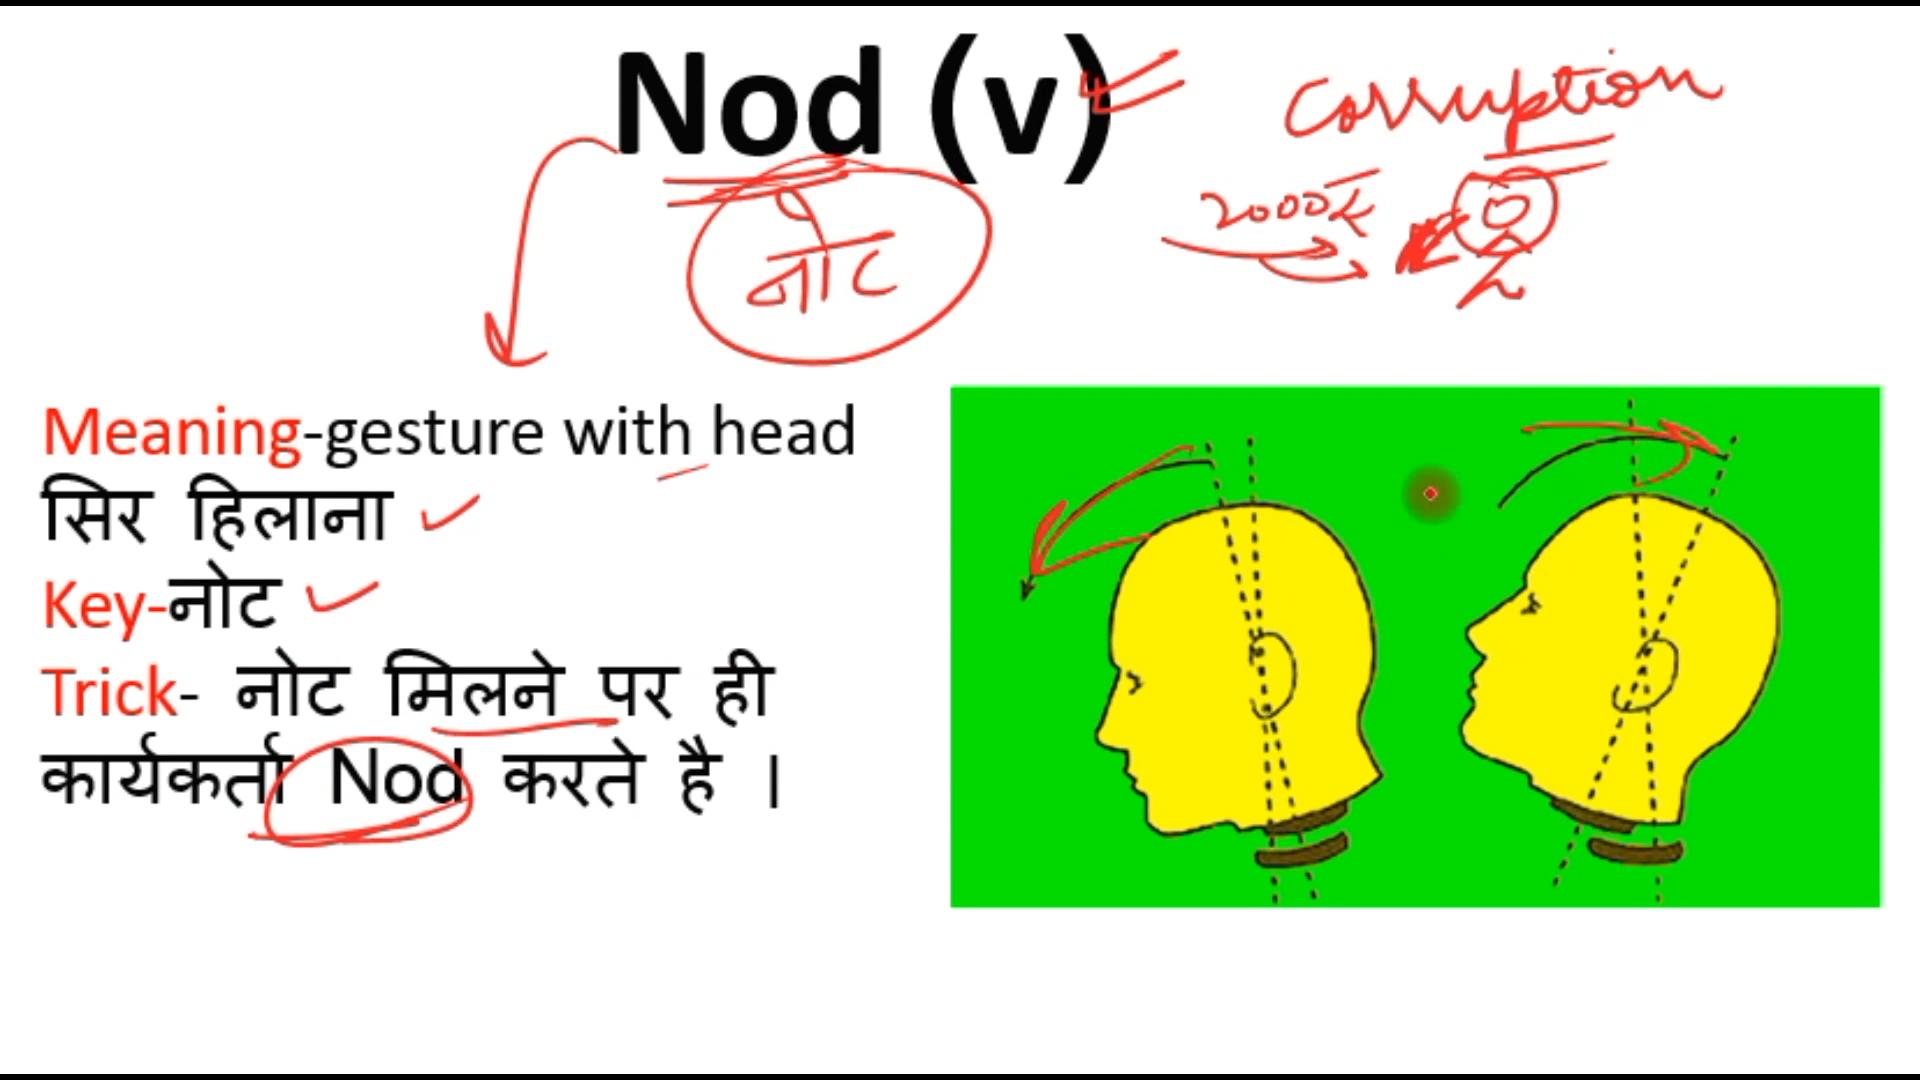 Nod (v)
Corruption
2000
नोट
Meaning-gesture with head
सिर हिलाना
Key-नोट
Trick- नोट मिलने पर ही
कार्यकर्ता Nod करते है ।